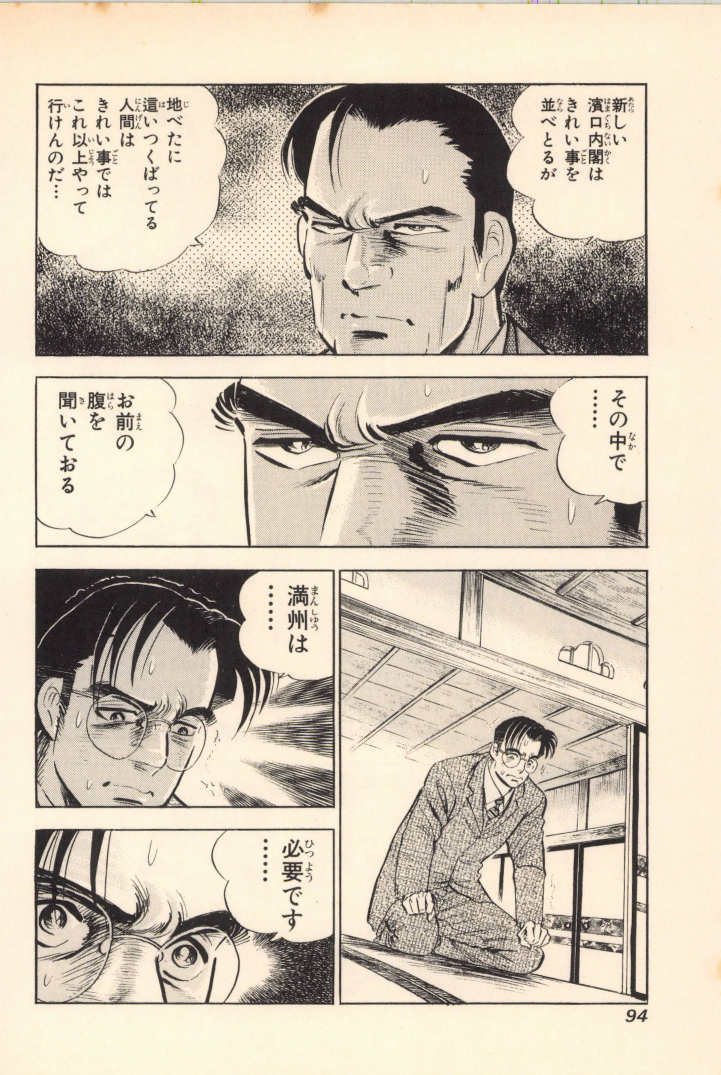 新しい
濱口内閣は
きれい事を
並べとるが
地べたに
這いつくばってる
人間は
きれい事では
これ以上やって
行けんのだ…
その中で
……
お前の
腹を
聞いておる
満州は
……
必要です
……
94